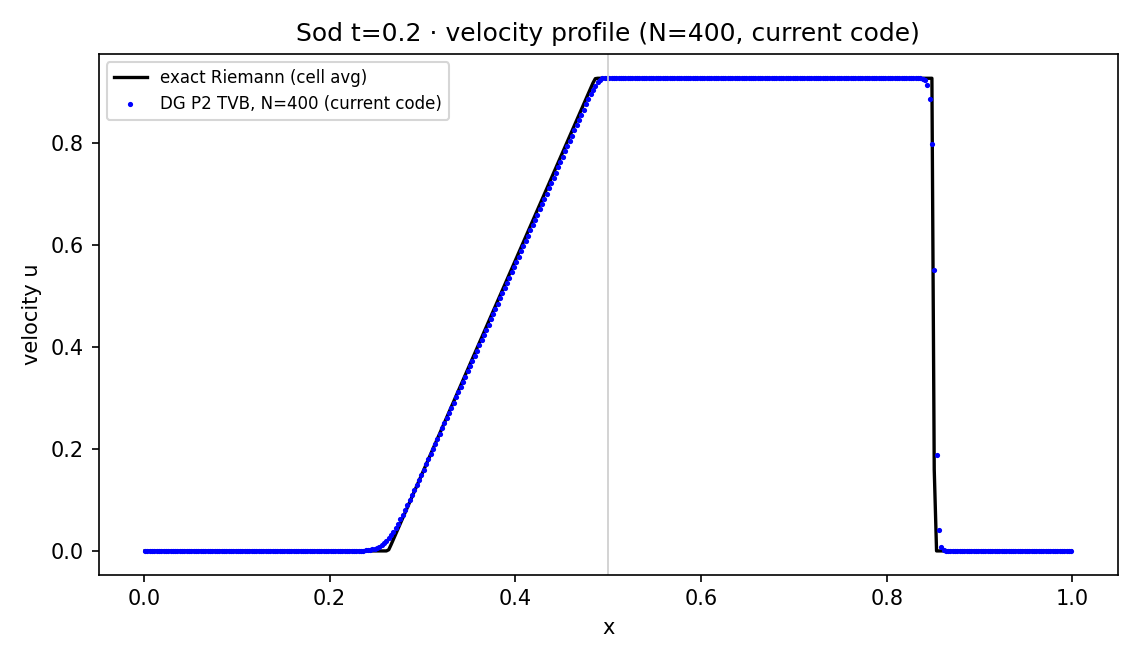 Sod t=0.2 · velocity profile (N=400, current code)
exact Riemann (cell avg)
DG P2 TVB, N=400 (current code)
velocity u
0.8
0.6
0.4
0.2
0.0
0.0 0.2 0.4 0.6 0.8 1.0
x